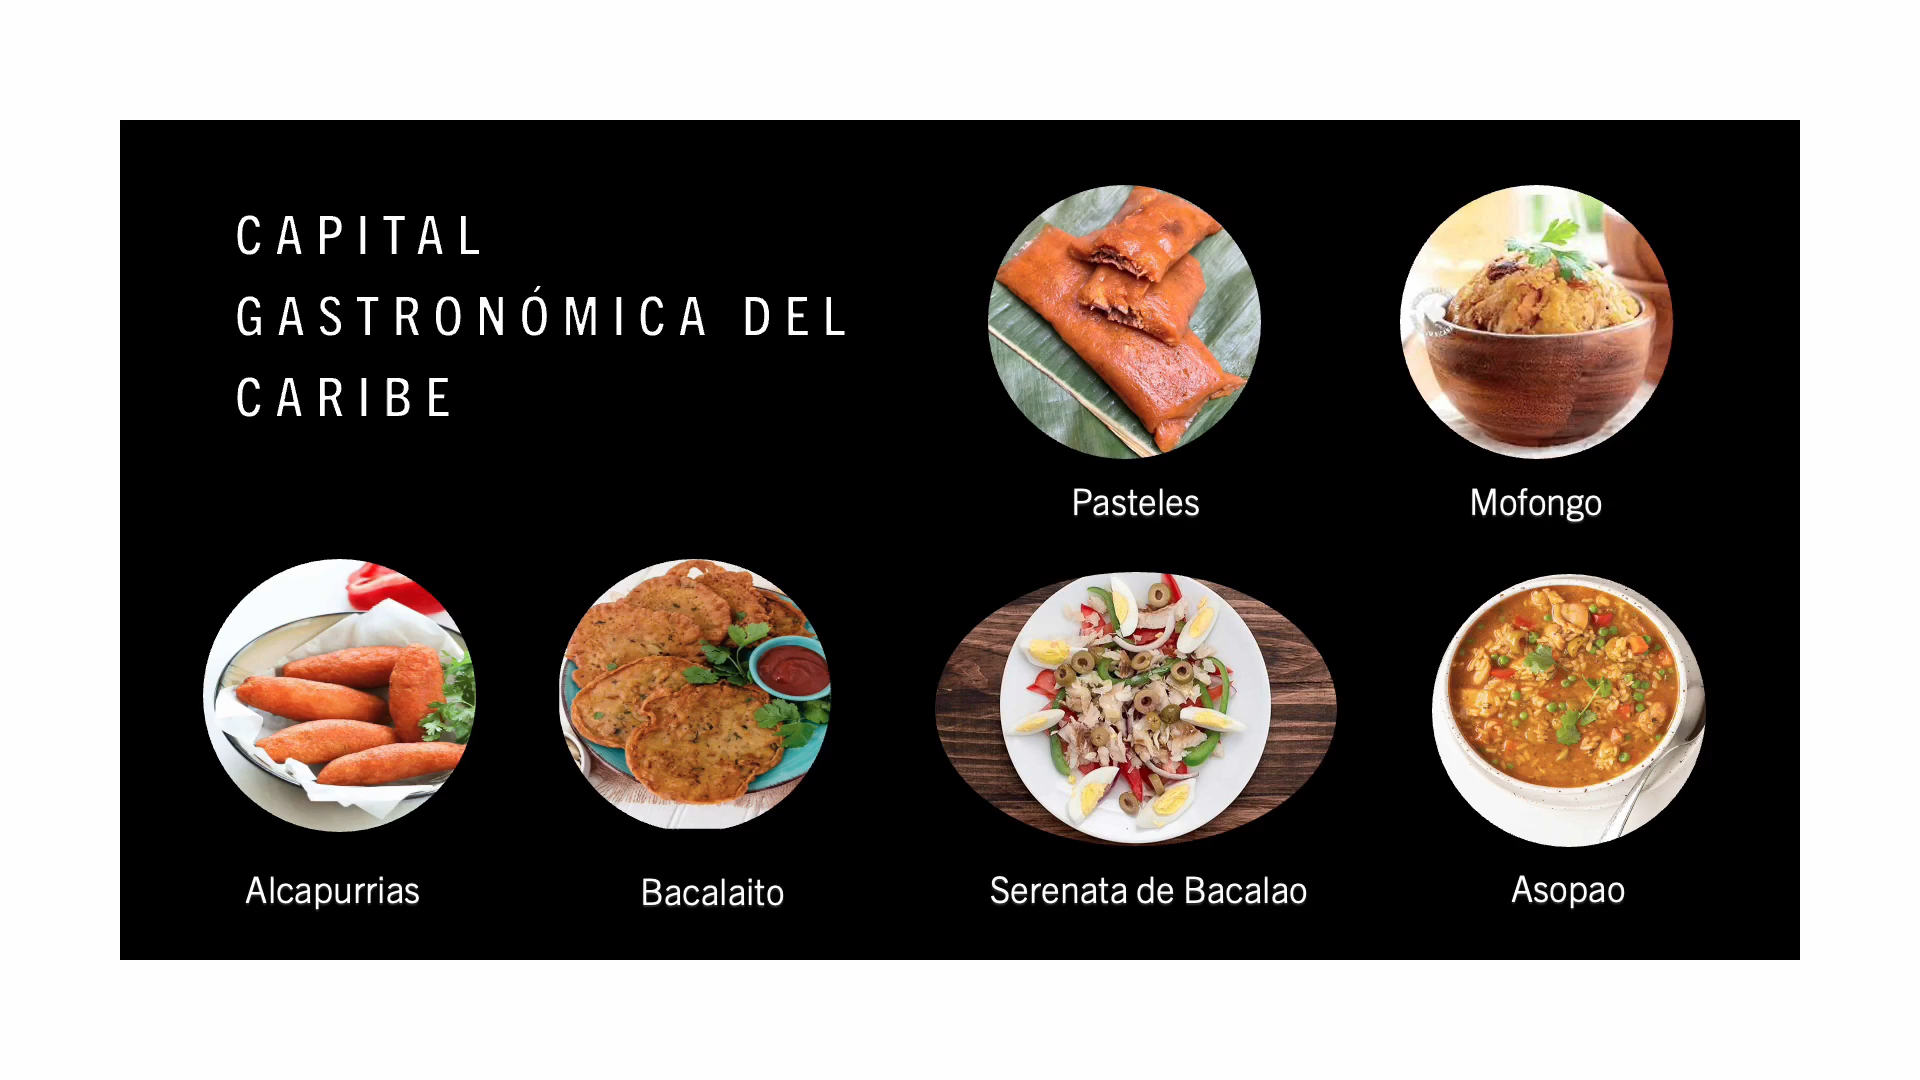 CAPITAL
GASTRONÓMICA DEL
CARIBE
Pasteles
Mofongo
Alcapurrias
Bacalaito
Serenata de Bacalao
Asopao